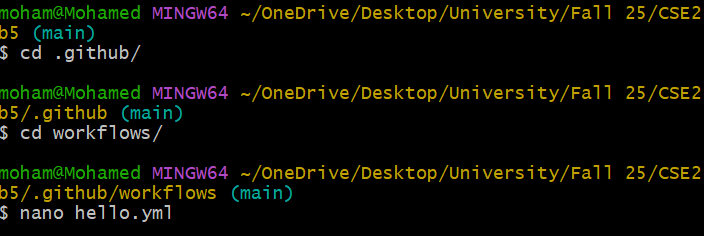 moham@Mohamed MINGW64 ~/OneDrive/Desktop/University/Fall 25/CSE2
b5 (main)
$ cd .github/
moham@Mohamed MINGW64 ~/OneDrive/Desktop/University/Fall 25/CSE2
b5/.github (main)
$ cd workflows/
moham@Mohamed MINGW64 ~/OneDrive/Desktop/University/Fall 25/CSE2
b5/.github/workflows (main)
$ nano hello.yml